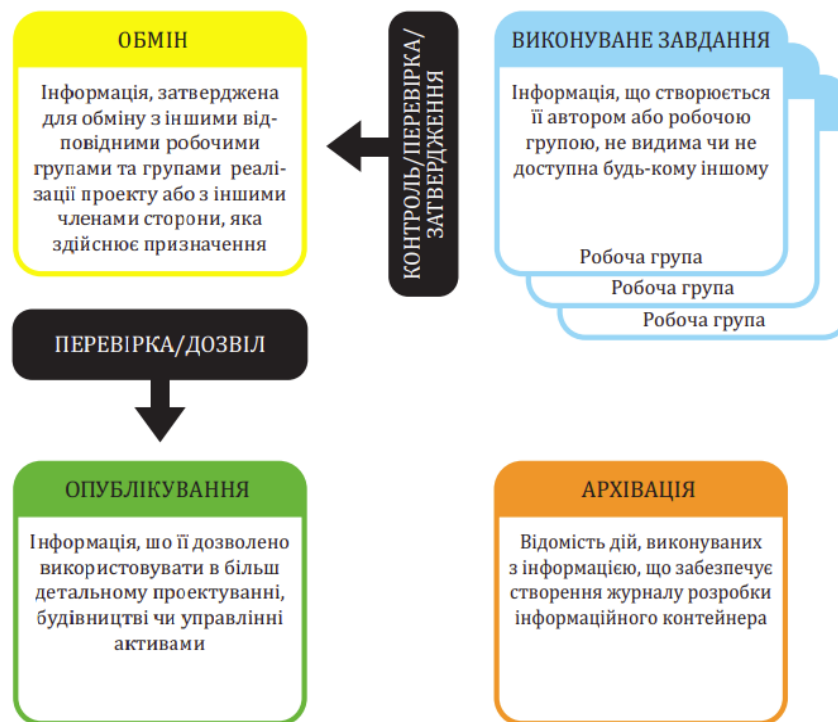 ОБМІН
Інформація, затверджена
для обміну з іншими від-
повідними робочими
групами та групами реалі-
зації проекту або з іншими
членами сторони, яка
здійснює призначення
КОНТРОЛЬ/ПЕРЕВІРКА/
ЗАТВЕРДЖЕННЯ
ВИКОНУВАНЕ ЗАВДАННЯ
Інформація, що створюється
її автором або робочою
групою, не видима чи не
доступна будь-кому іншому
Робоча група
Робоча група
Робоча група
ПЕРЕВІРКА/ДОЗВІЛ
ОПУБЛІКУВАННЯ
Інформація, шо її дозволено
використовувати в більш
детальному проектуванні,
будівництві чи управлінні
активами
АРХІВАЦІЯ
Відомість дій, виконуваних
з інформацією, що забезпечує
створення журналу розробки
інформаційного контейнера